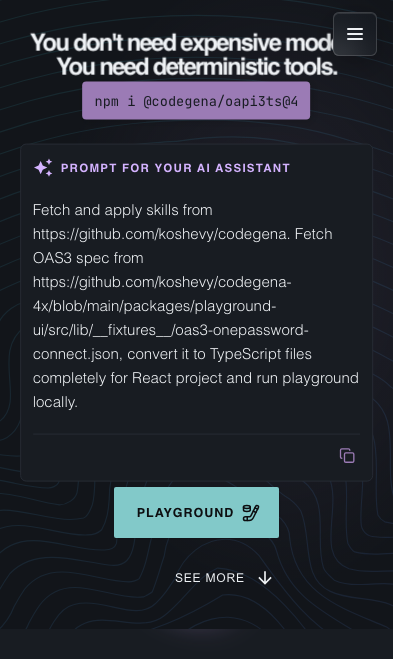 You don't need expensive mod
You need deterministic tools.
npm i @codegena/oapi3ts@4
PROMPT FOR YOUR AI ASSISTANT
Fetch and apply skills from
https://github.com/koshevy/codegena. Fetch
OAS3 spec from
https://github.com/koshevy/codegena-
4x/blob/main/packages/playground-
ui/src/lib/__fixtures__/oas3-onepassword-
connect.json, convert it to TypeScript files
completely for React project and run playground
locally.
PLAYGROUND
SEE MORE